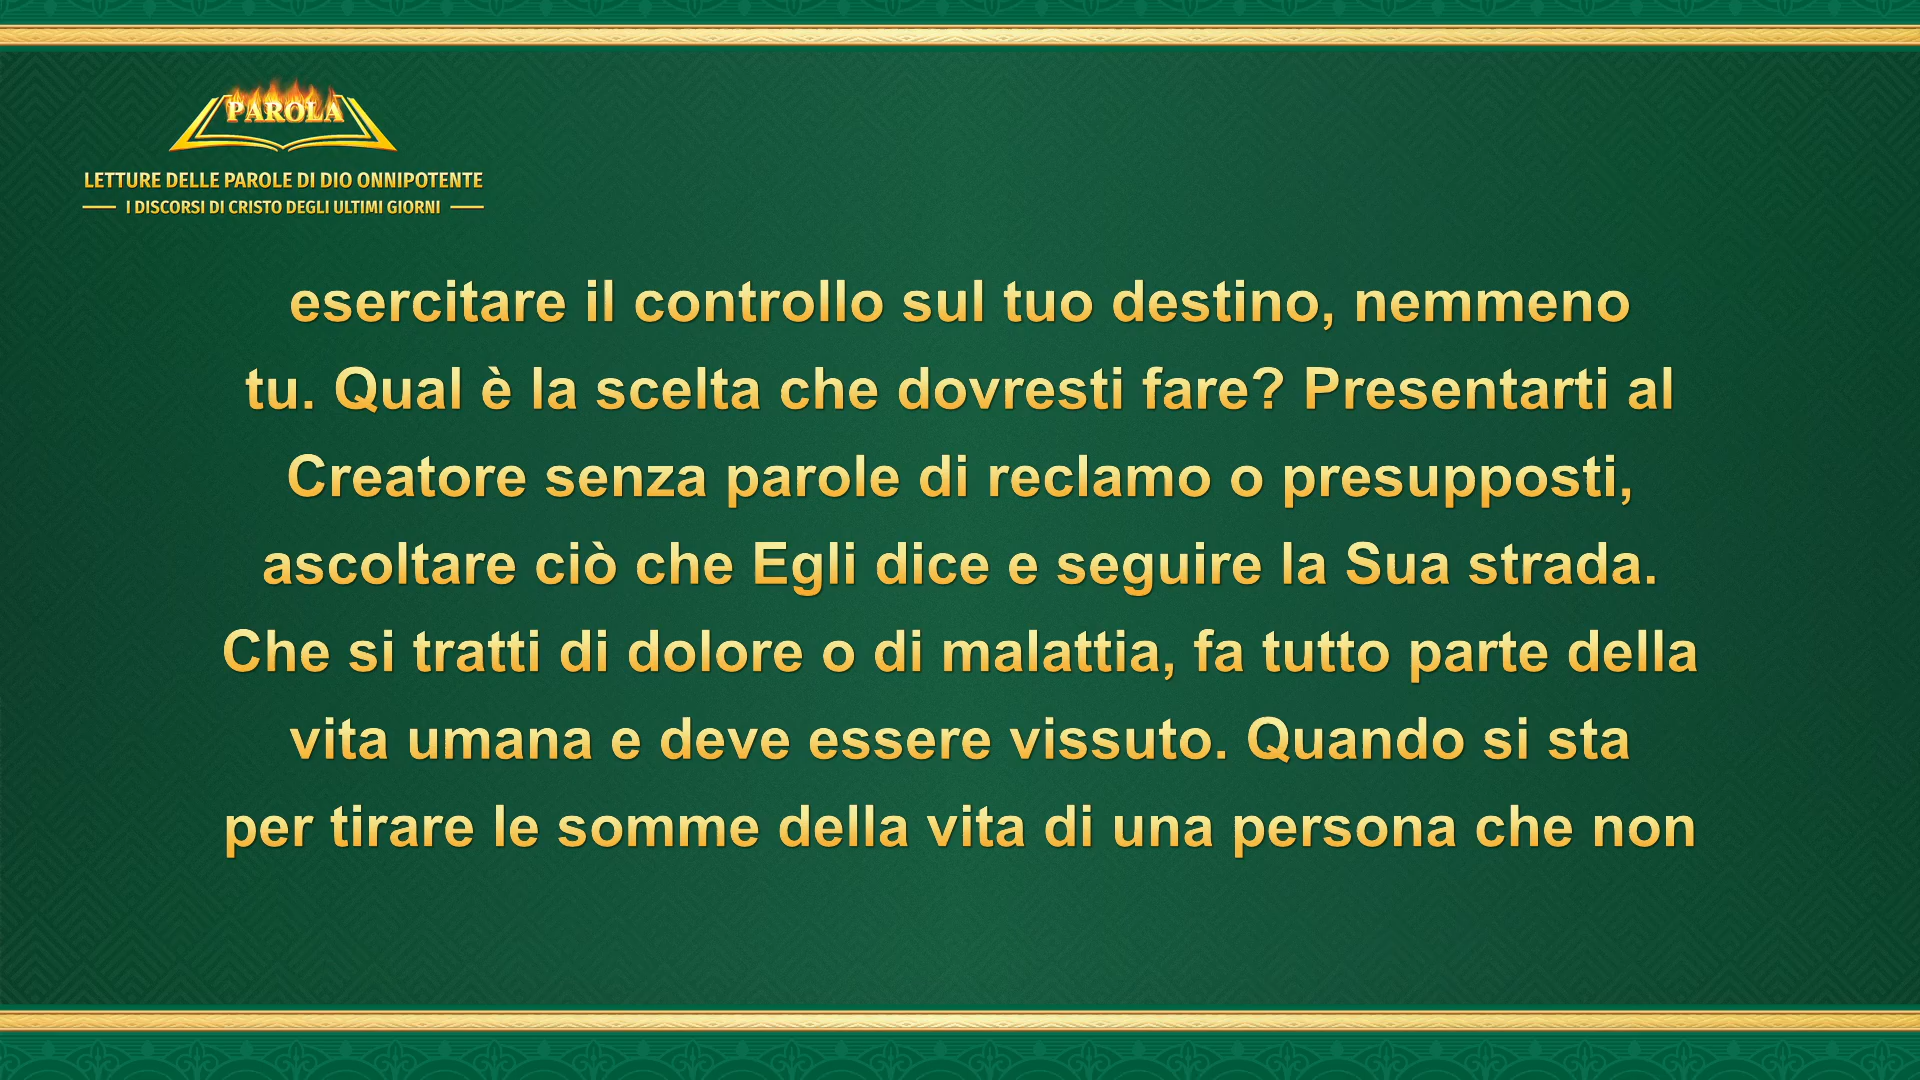 PAROLA
LETTURE DELLE PAROLE DI DIO ONNIPOTENTE
I DISCORSI DI CRISTO DEGLI ULTIMI GIORNI
esercitare il controllo sul tuo destino, nemmeno
tu. Qual è la scelta che dovresti fare? Presentarti al
Creatore senza parole di reclamo o presupposti,
ascoltare ciò che Egli dice e seguire la Sua strada.
Che si tratti di dolore o di malattia, fa tutto parte della
vita umana e deve essere vissuto. Quando si sta
per tirare le somme della vita di una persona che non